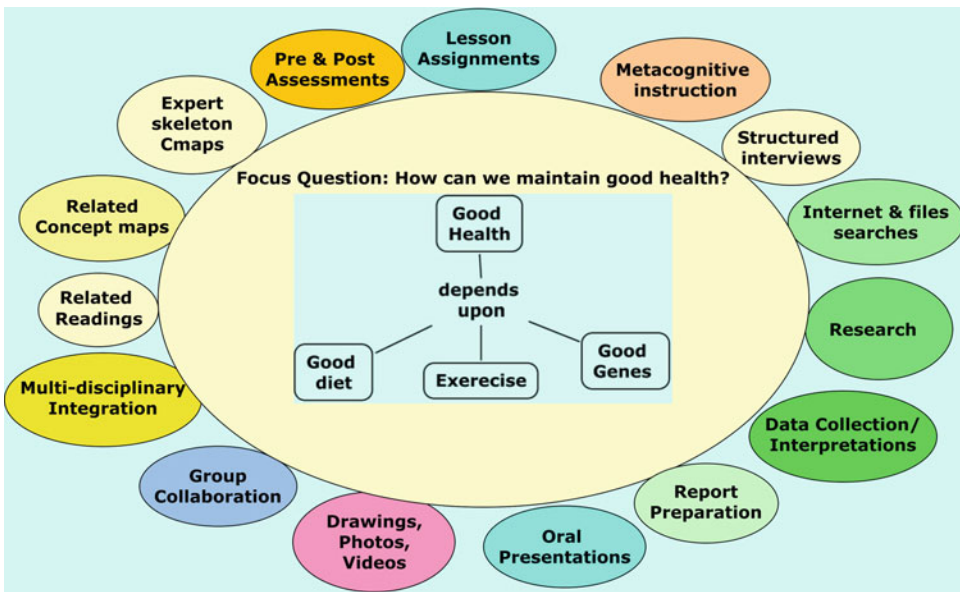 Lesson
Assignments
Pre & Post
Assessments
Metacognitive
instruction
Expert
skeleton
Cmaps
Structured
interviews
Focus Question: How can we maintain good health?
Related
Concept maps
Good
Health
Internet & files
searches
depends
upon
Related
Readings
Research
Good
diet
Exerecise
Good
Genes
Multi-disciplinary
Integration
Data Collection/
Interpretations
Group
Collaboration
Report
Preparation
Drawings,
Photos,
Videos
Oral
Presentations